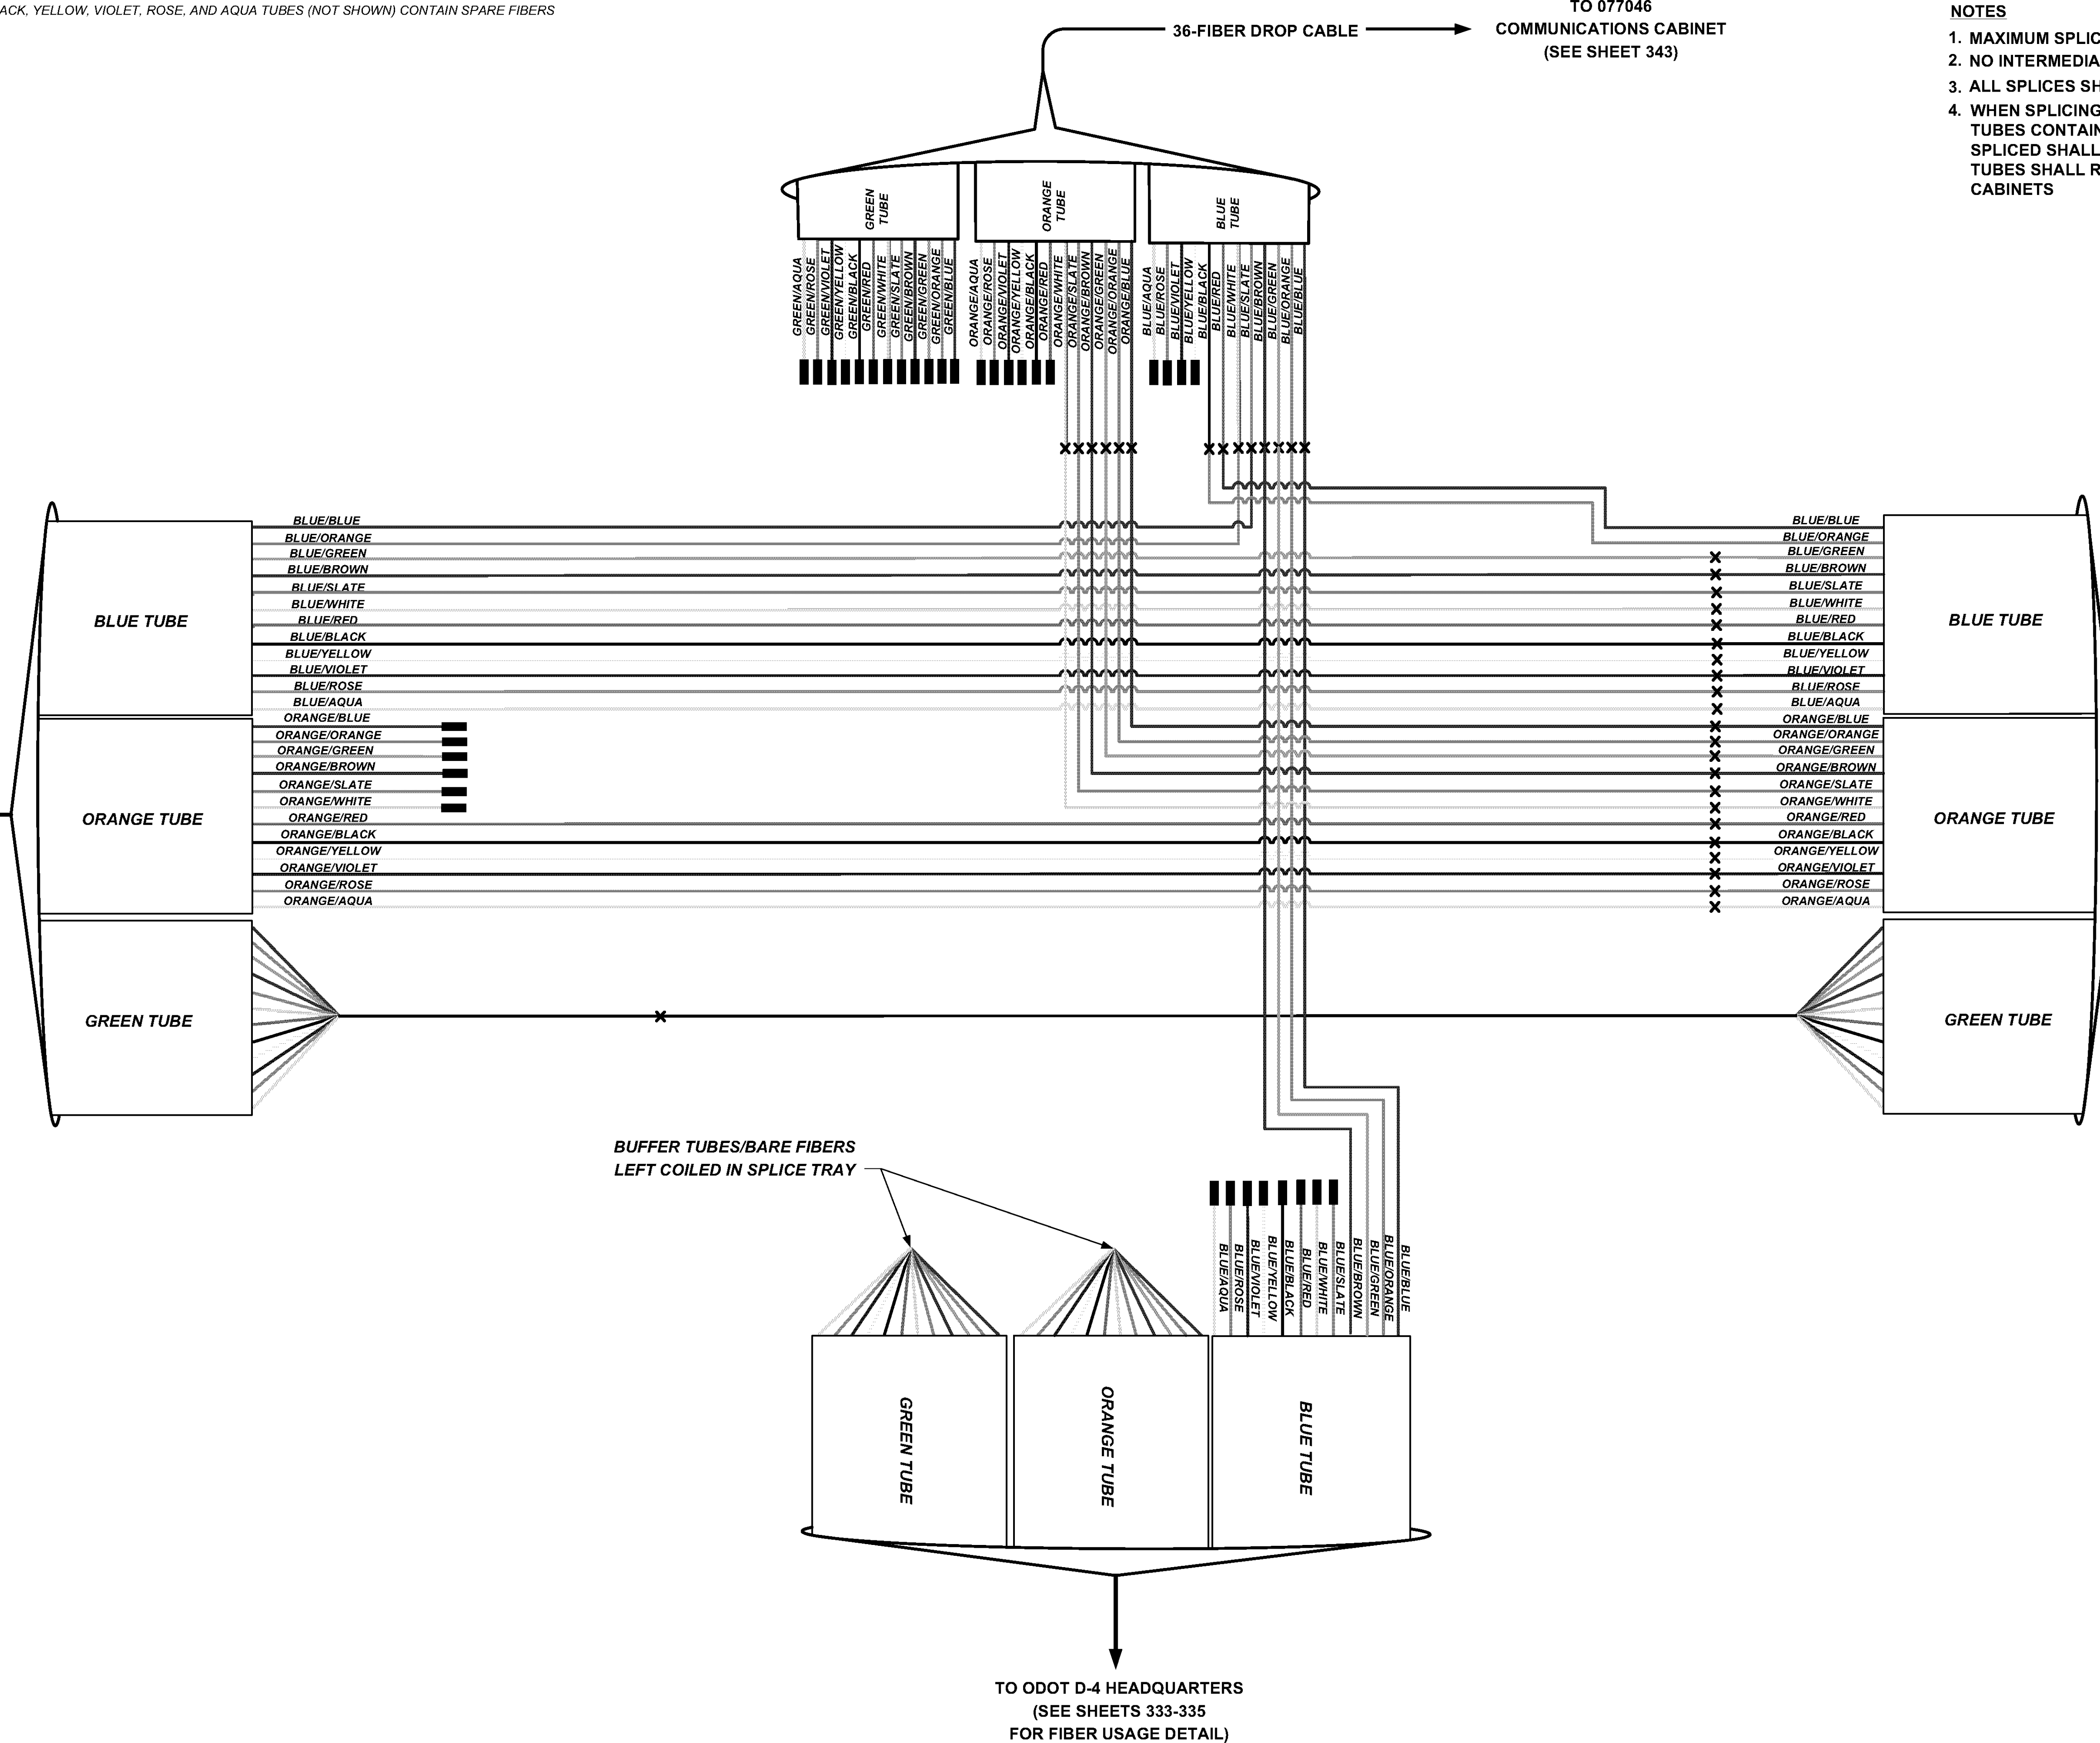 ACK, YELLOW, VIOLET, ROSE, AND AQUA TUBES (NOT SHOWN) CONTAIN SPARE FIBERS
36-FIBER DROP CABLE
TO 077046
COMMUNICATIONS CABINET
(SEE SHEET 343)
NOTES
1. MAXIMUM SPLIC
2. NO INTERMEDIA
3. ALL SPLICES SH
4. WHEN SPLICING
TUBES CONTAIN
SPLICED SHALL
TUBES SHALL R
CABINETS
GREEN
TUBE
ORANGE
TUBE
BLUE
TUBE
GREEN/AQUA
GREEN/ROSE
GREEN/VIOLET
GREEN/YELLOW
GREEN/BLACK
GREEN/RED
GREEN/WHITE
GREEN/SLATE
GREEN/BROWN
GREEN/GREEN
GREEN/ORANGE
GREEN/BLUE
ORANGE/AQUA
ORANGE/ROSE
ORANGE/VIOLET
ORANGE/YELLOW
ORANGE/BLACK
ORANGE/RED
ORANGE/WHITE
ORANGE/SLATE
ORANGE/BROWN
ORANGE/GREEN
ORANGE/ORANGE
ORANGE/BLUE
BLUE/AQUA
BLUE/ROSE
BLUE/VIOLET
BLUE/YELLOW
BLUE/BLACK
BLUE/RED
BLUE/WHITE
BLUE/SLATE
BLUE/BROWN
BLUE/GREEN
BLUE/ORANGE
BLUE/BLUE
BLUE TUBE
BLUE/BLUE
BLUE/ORANGE
BLUE/GREEN
BLUE/BROWN
BLUE/SLATE
BLUE/WHITE
BLUE/RED
BLUE/BLACK
BLUE/YELLOW
BLUE/VIOLET
BLUE/ROSE
BLUE/AQUA
ORANGE TUBE
ORANGE/BLUE
ORANGE/ORANGE
ORANGE/GREEN
ORANGE/BROWN
ORANGE/SLATE
ORANGE/WHITE
ORANGE/RED
ORANGE/BLACK
ORANGE/YELLOW
ORANGE/VIOLET
ORANGE/ROSE
ORANGE/AQUA
GREEN TUBE
BLUE/BLUE
BLUE/ORANGE
BLUE/GREEN
BLUE/BROWN
BLUE/SLATE
BLUE/WHITE
BLUE/RED
BLUE/BLACK
BLUE/YELLOW
BLUE/VIOLET
BLUE/ROSE
BLUE/AQUA
BLUE TUBE
ORANGE/BLUE
ORANGE/ORANGE
ORANGE/GREEN
ORANGE/BROWN
ORANGE/SLATE
ORANGE/WHITE
ORANGE/RED
ORANGE/BLACK
ORANGE/YELLOW
ORANGE/VIOLET
ORANGE/ROSE
ORANGE/AQUA
ORANGE TUBE
GREEN TUBE
BUFFER TUBES/BARE FIBERS
LEFT COILED IN SPLICE TRAY
BLUE/AQUA
BLUE/ROSE
BLUE/VIOLET
BLUE/YELLOW
BLUE/BLACK
BLUE/RED
BLUE/WHITE
BLUE/SLATE
BLUE/BROWN
BLUE/GREEN
BLUE/ORANGE
BLUE/BLUE
GREEN TUBE
ORANGE TUBE
BLUE TUBE
TO ODOT D-4 HEADQUARTERS
(SEE SHEETS 333-335
FOR FIBER USAGE DETAIL)